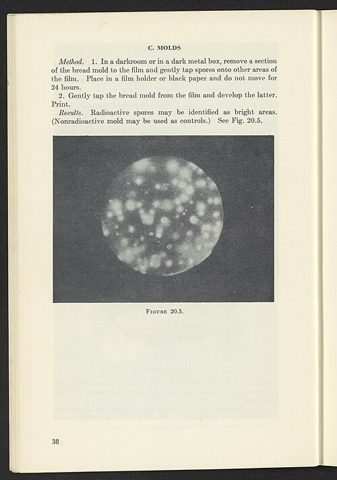 C. MOLDS
Method. 1. In a darkroom or in a dark metal box, remove a section
of the bread mold to the film and gently tap spores onto other areas of
the film. Place in a film holder or black paper and do not move for
24 hours.
2. Gently tap the bread mold from the film and develop the latter.
Print.
Results. Radioactive spores may be identified as bright areas.
(Nonradioactive mold may be used as controls.) See Fig. 20.5.
FIGURE 20.5.
38